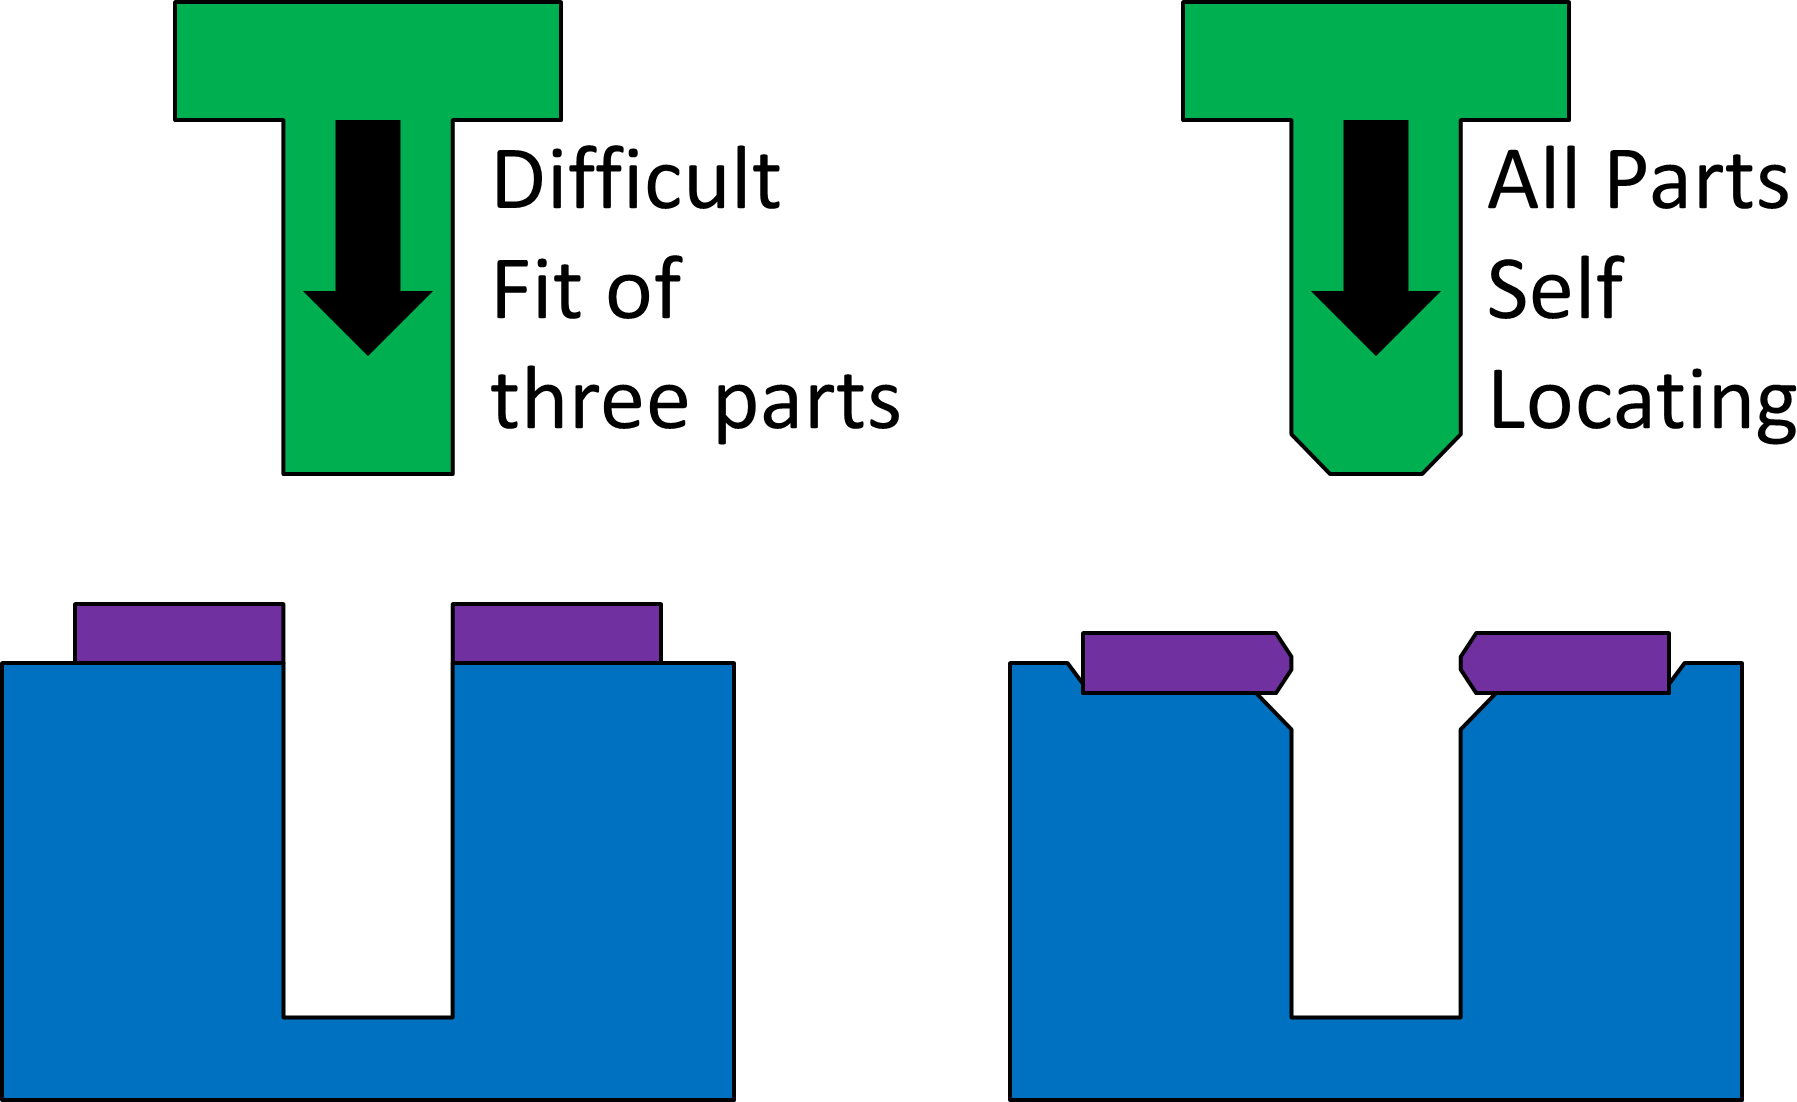 Difficult
Fit of
three parts
All Parts
Self
Locating